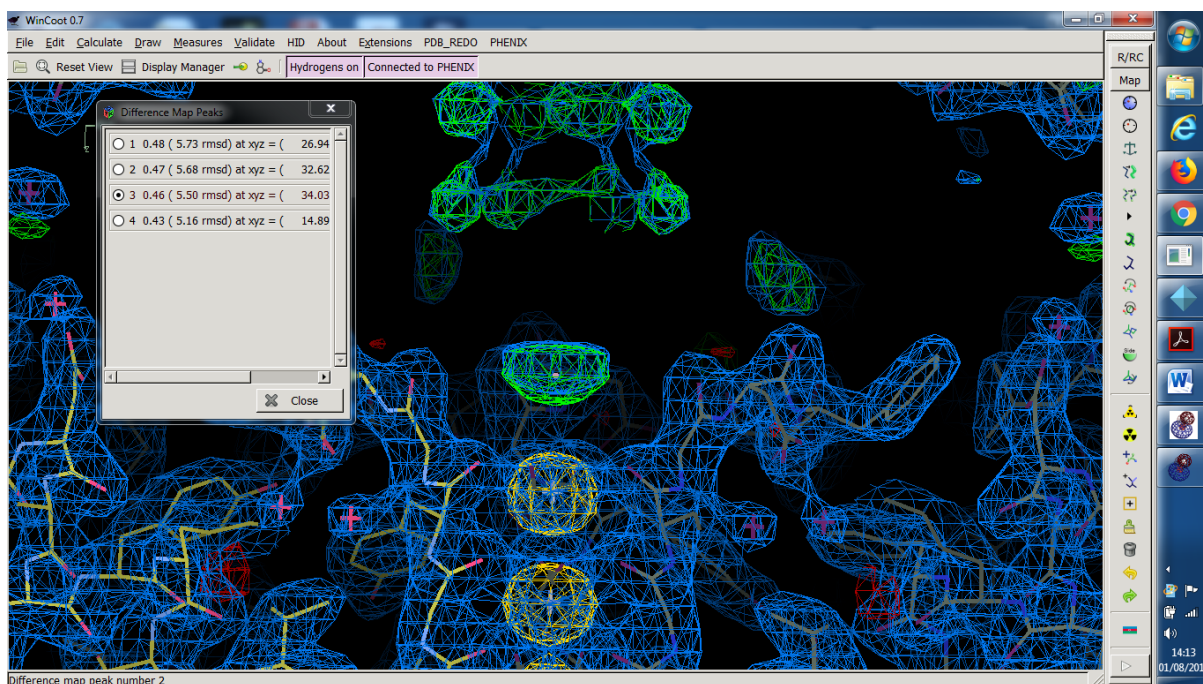 WinCoot 0.7
File Edit Calculate Draw Measures Validate HID About Extensions PDB_REDO PHENIX
Reset View Display Manager Hydrogens on Connected to PHENIX
R/RC
Map
Difference Map Peaks
1 0.48 ( 5.73 rmsd) at xyz = ( 26.94
2 0.47 ( 5.68 rmsd) at xyz = ( 32.62
3 0.46 ( 5.50 rmsd) at xyz = ( 34.03
4 0.43 ( 5.16 rmsd) at xyz = ( 14.89
Close
Side
14:13
01/08/201
Difference map peak number 2